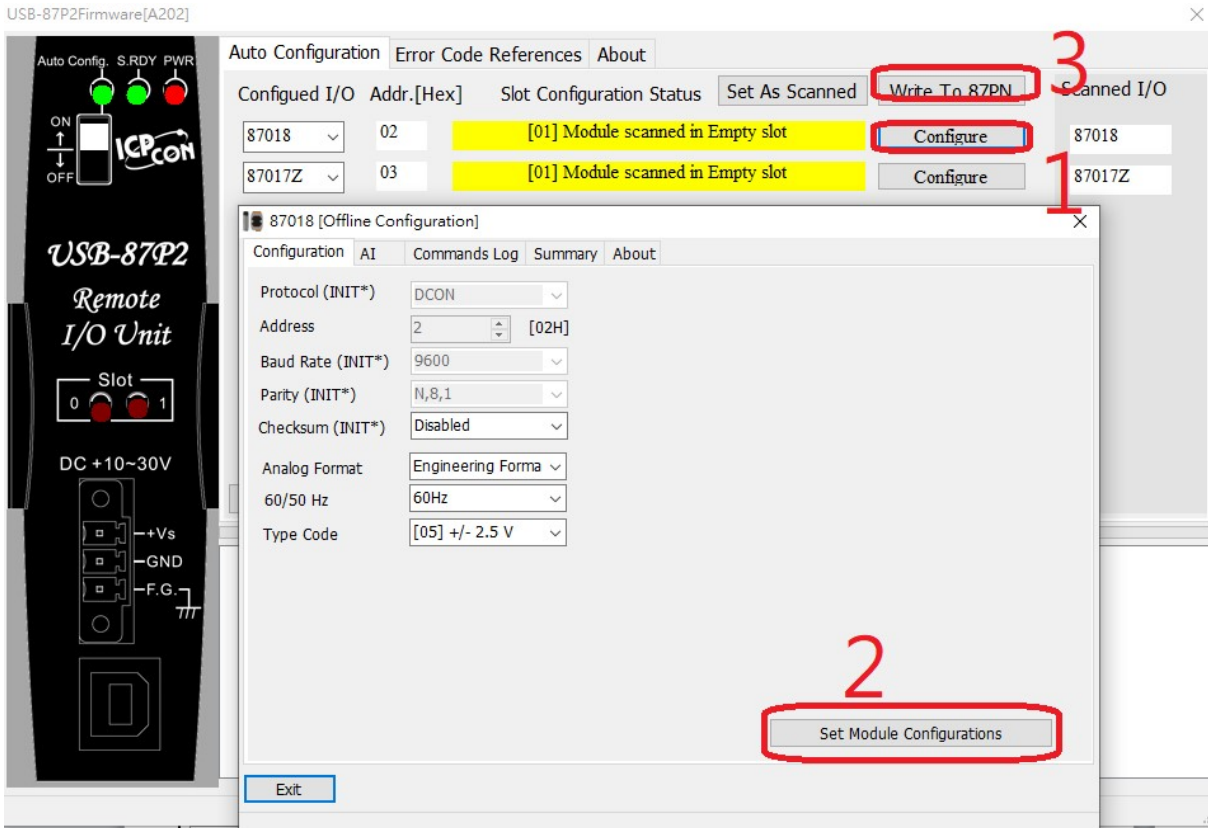 USB-87P2Firmware[A202]
Auto Config. S.RDY PWR
ON
OFF
ICPCON
USB-87P2
Remote
I/O Unit
Slot
0 1
DC +10~30V
+Vs
GND
F.G.
Auto Configuration Error Code References About
3
Configued I/O Addr.[Hex] Slot Configuration Status Set As Scanned Write To 87PN Scanned I/O
87018 02 [01] Module scanned in Empty slot Configure 87018
87017Z 03 [01] Module scanned in Empty slot Configure 87017Z
1
87018 [Offline Configuration]
Configuration AI Commands Log Summary About
Protocol (INIT*) DCON
Address 2 [02H]
Baud Rate (INIT*) 9600
Parity (INIT*) N,8,1
Checksum (INIT*) Disabled
Analog Format Engineering Forma
60/50 Hz 60Hz
Type Code [05] +/- 2.5 V
2
Set Module Configurations
Exit